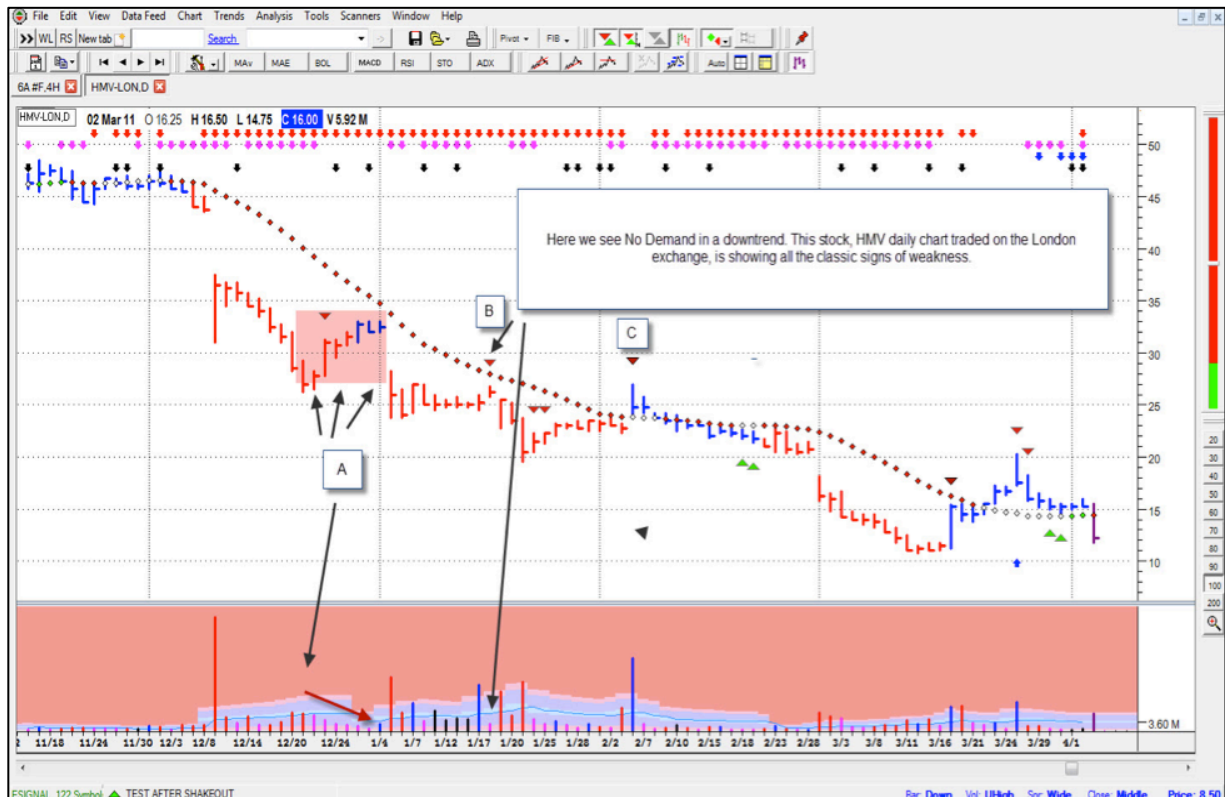 File Edit View Data Feed Chart Trends Analysis Tools Scanners Window Help
WL RS New tab Search Pivot FIB
MAv MAE BOL MACD RSI STO ADX Auto
6A #F,4H HMV-LON,D
HMV-LON,D 02 Mar 11 O 16.25 H 16.50 L 14.75 C 16.00 V 5.92 M
50
45
Here we see No Demand in a downtrend. This stock, HMV daily chart traded on the London
exchange, is showing all the classic signs of weakness.
40
35
B
C
30
25
A
20
15
10
20
30
40
50
60
70
80
90
100
200
3.60 M
2 11/18 11/24 11/30 12/3 12/8 12/14 12/20 12/24 1/4 1/7 1/12 1/17 1/20 1/25 1/28 2/2 2/7 2/10 2/15 2/18 2/23 2/28 3/3 3/8 3/11 3/16 3/21 3/24 3/29 4/1
ESIGNAL 122 Symbol TEST AFTER SHAKEOUT Bar: Down Vol: UHigh Spr: Wide Close: Middle Price: 8.50